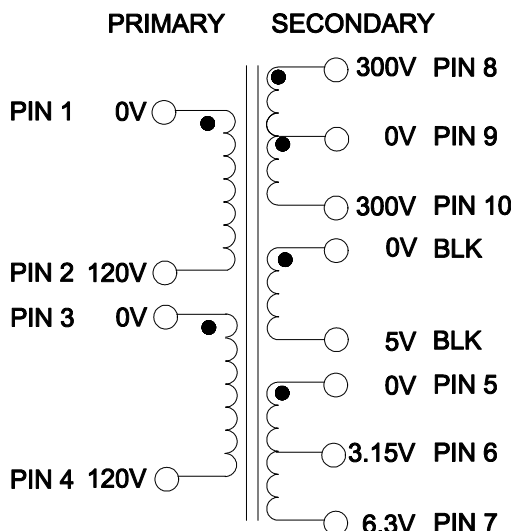 PRIMARY SECONDARY
300V PIN 8
PIN 1 0V
0V PIN 9
300V PIN 10
0V BLK
PIN 2 120V
PIN 3 0V
5V BLK
0V PIN 5
3.15V PIN 6
PIN 4 120V
6.3V PIN 7